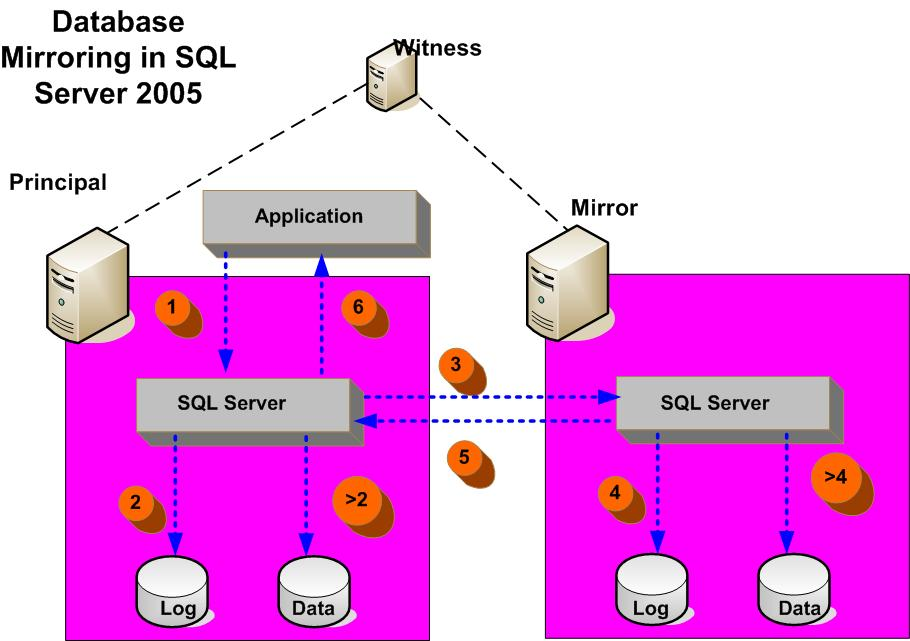 Database
Mirroring in SQL
Server 2005
Witness
Principal
Application
Mirror
1
6
3
SQL Server
SQL Server
5
2
>2
4
>4
Log
Data
Log
Data